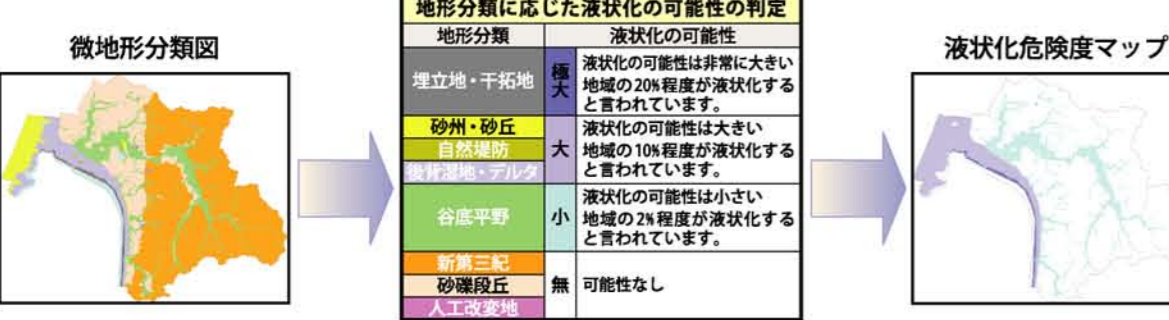 微地形分類図
地形分類に応じた液状化の可能性の判定
地形分類
液状化の可能性
埋立地・干拓地
極大
液状化の可能性は非常に大きい
地域の20%程度が液状化する
と言われています。
砂州・砂丘
自然堤防
後背湿地・デルタ
大
液状化の可能性は大きい
地域の10%程度が液状化する
と言われています。
谷底平野
小
液状化の可能性は小さい
地域の2%程度が液状化する
と言われています。
新第三紀
砂礫段丘
人工改変地
無
可能性なし
液状化危険度マップ